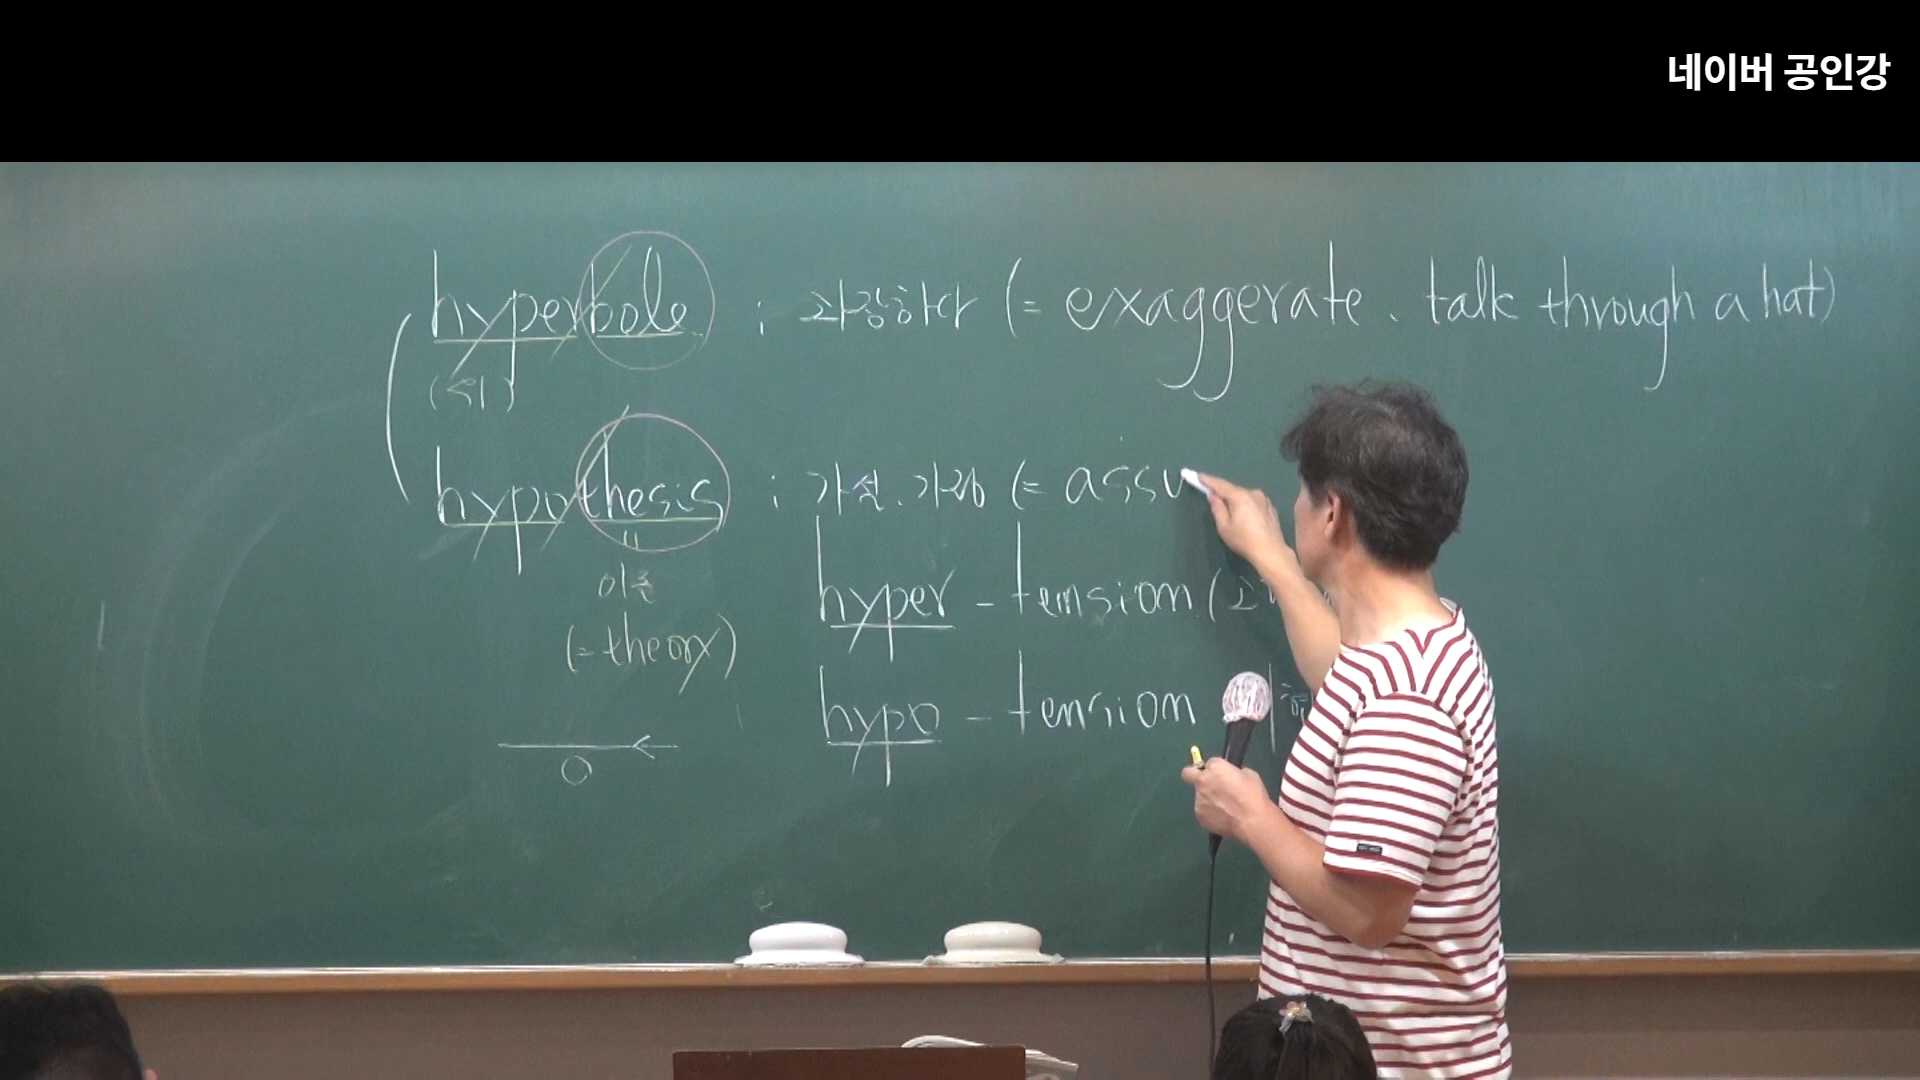 네이버 공인강
hyperbole ; 과장하다 (= exaggerate. talk through a hat)
(위)
hypothesis ; 가설. 가정 (= assu
이론
(= theory)
hyper - tension (고
hypo - tension